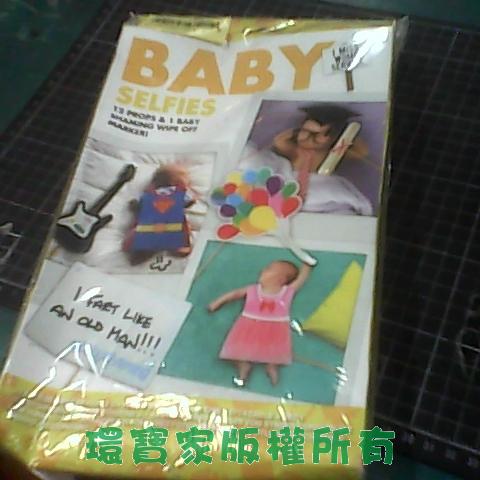 BABY
SELFIES
12 PROPS & 1 BABY
SHAMING WIPE OFF
MARKER!
I FART LIKE
AN OLD MAN!!!
環寶家版權所有